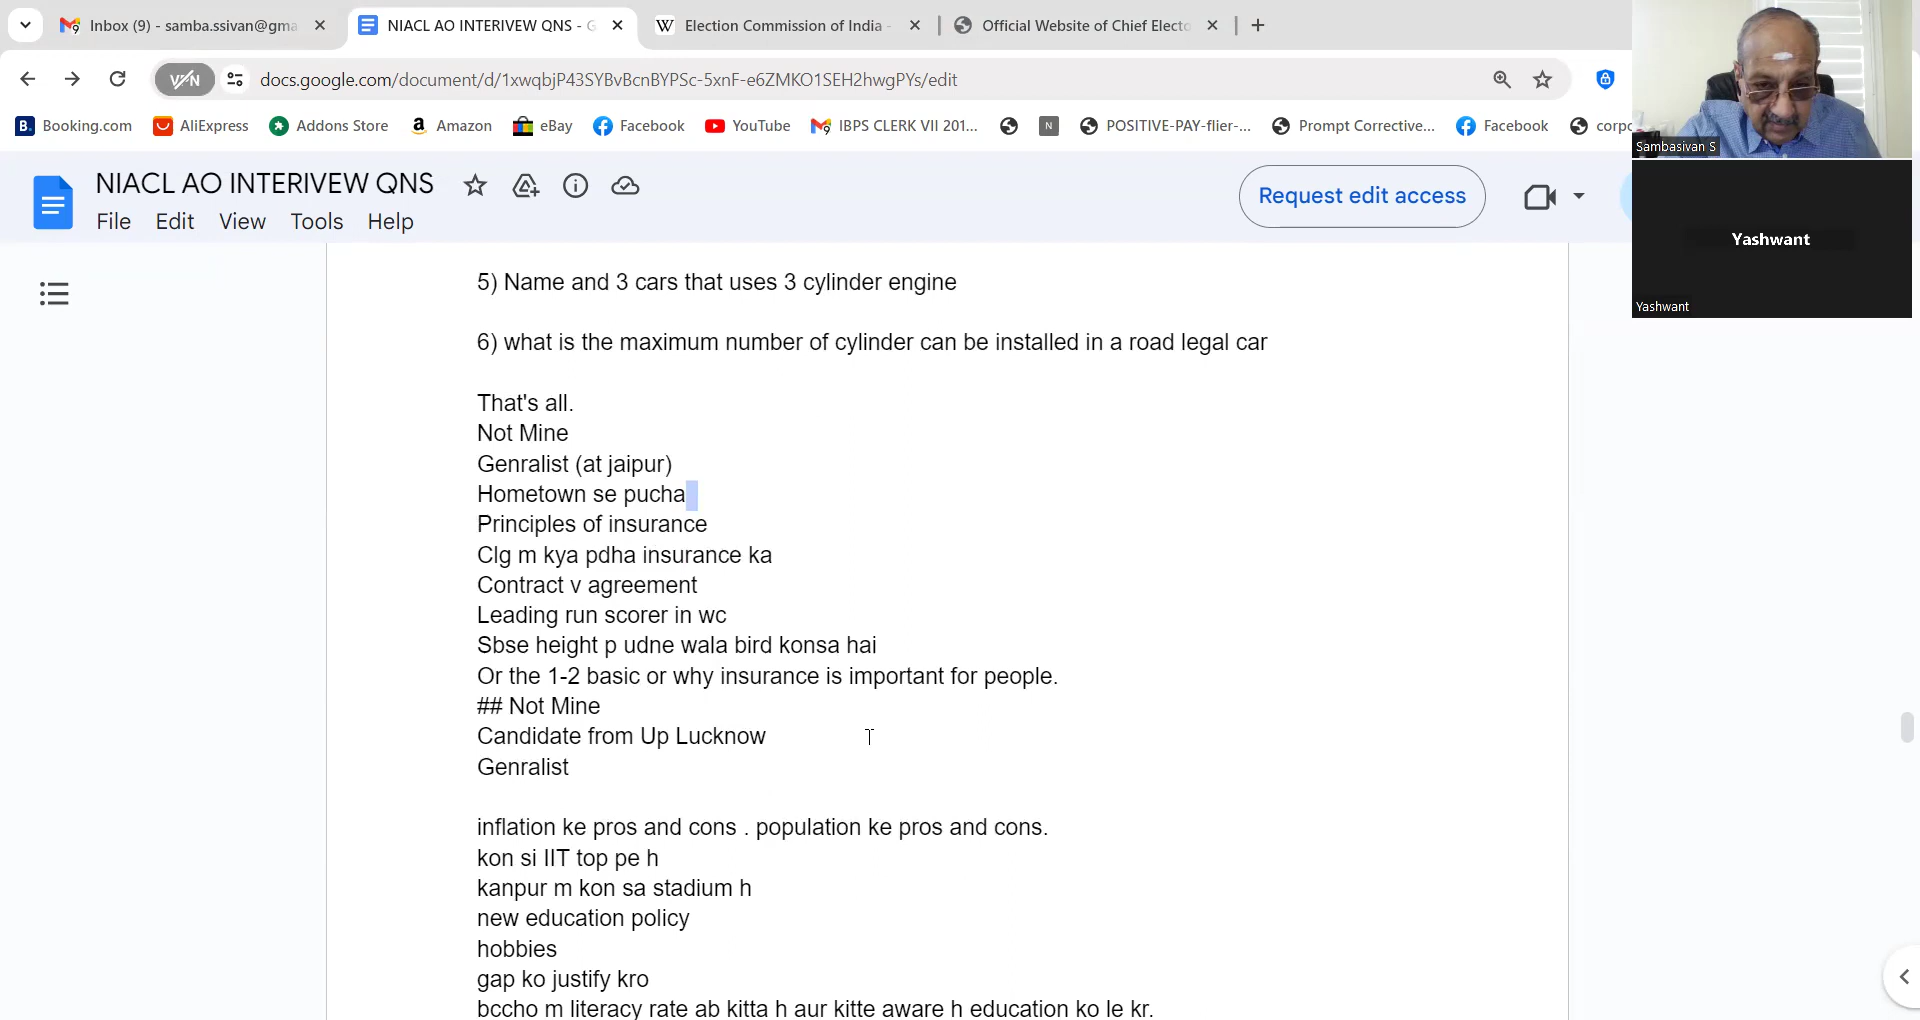 Inbox (9) - samba.ssivan@gma
NIACL AO INTERIVEW QNS - G
Election Commission of India -
Official Website of Chief Electo
VPN
docs.google.com/document/d/1xwqbjP43SYBvBcnBYPSc-5xnF-e6ZMKO1SEH2hwgPYs/edit
Booking.com
AliExpress
Addons Store
Amazon
eBay
Facebook
YouTube
IBPS CLERK VII 201...
N
POSITIVE-PAY-flier-...
Prompt Corrective...
Facebook
corpo
Sambasivan S
NIACL AO INTERIVEW QNS
Request edit access
File Edit View Tools Help
Yashwant
Yashwant
5) Name and 3 cars that uses 3 cylinder engine
6) what is the maximum number of cylinder can be installed in a road legal car
That's all.
Not Mine
Genralist (at jaipur)
Hometown se pucha
Principles of insurance
Clg m kya pdha insurance ka
Contract v agreement
Leading run scorer in wc
Sbse height p udne wala bird konsa hai
Or the 1-2 basic or why insurance is important for people.
## Not Mine
Candidate from Up Lucknow
Genralist
inflation ke pros and cons . population ke pros and cons.
kon si IIT top pe h
kanpur m kon sa stadium h
new education policy
hobbies
gap ko justify kro
bccho m literacy rate ab kitta h aur kitte aware h education ko le kr.